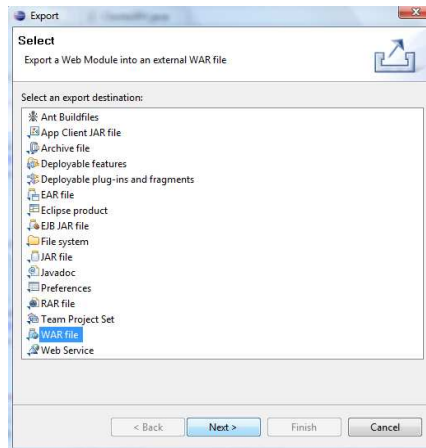 Export
Select
Export a Web Module into an external WAR file
Select an export destination:
Ant Buildfiles
App Client JAR file
Archive file
Deployable features
Deployable plug-ins and fragments
EAR file
Eclipse product
EJB JAR file
File system
JAR file
Javadoc
Preferences
RAR file
Team Project Set
WAR file
Web Service
< Back Next > Finish Cancel